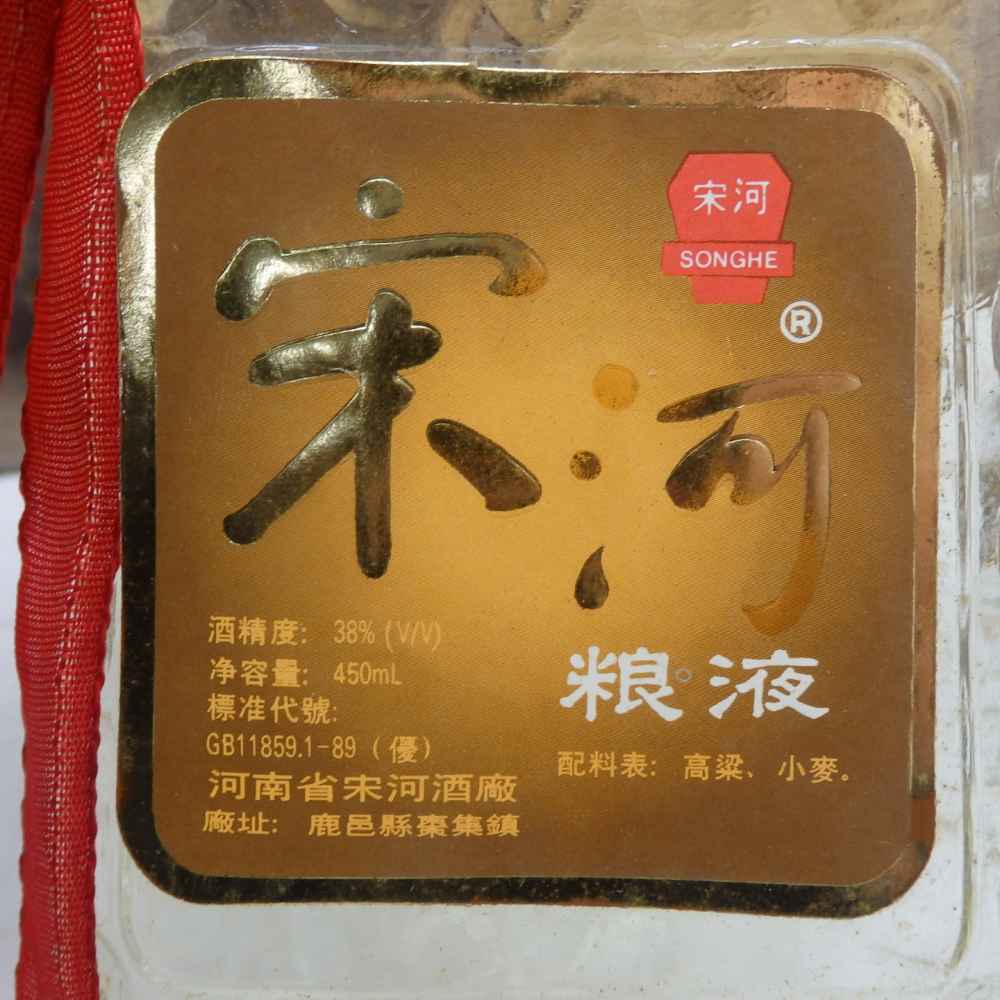 宋河
SONGHE
®
宋河
粮液
酒精度: 38% (V/V)
净容量: 450mL
標准代號:
GB11859.1-89 (優)
河南省宋河酒廠
廠址: 鹿邑縣棗集鎮
配料表: 高粱、小麥。